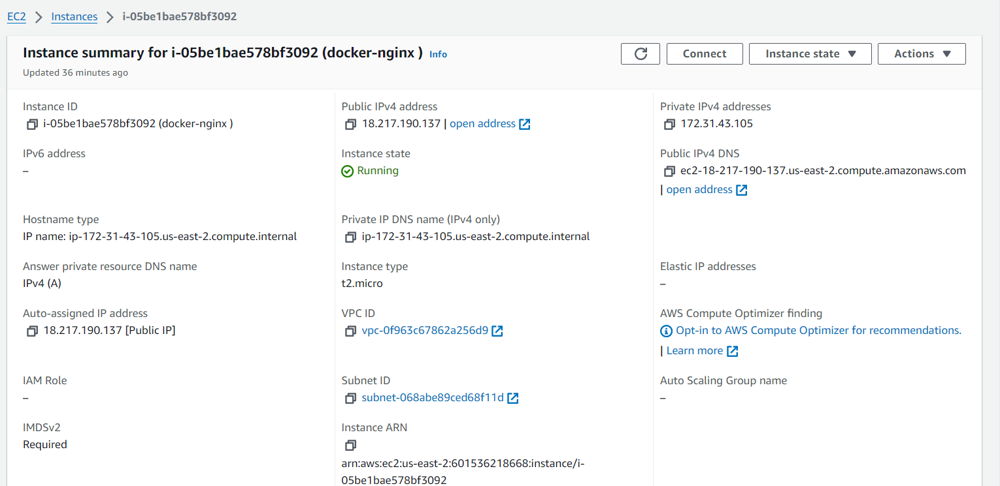 EC2 > Instances > i-05be1bae578bf3092
Instance summary for i-05be1bae578bf3092 (docker-nginx ) Info
Updated 36 minutes ago
Connect
Instance state
Actions
Instance ID
i-05be1bae578bf3092 (docker-nginx )
Public IPv4 address
18.217.190.137 | open address
Private IPv4 addresses
172.31.43.105
IPv6 address
–
Instance state
Running
Public IPv4 DNS
ec2-18-217-190-137.us-east-2.compute.amazonaws.com
| open address
Hostname type
IP name: ip-172-31-43-105.us-east-2.compute.internal
Private IP DNS name (IPv4 only)
ip-172-31-43-105.us-east-2.compute.internal
Answer private resource DNS name
IPv4 (A)
Instance type
t2.micro
Elastic IP addresses
–
Auto-assigned IP address
18.217.190.137 [Public IP]
VPC ID
vpc-0f963c67862a256d9
AWS Compute Optimizer finding
Opt-in to AWS Compute Optimizer for recommendations.
| Learn more
IAM Role
–
Subnet ID
subnet-068abe89ced68f11d
Auto Scaling Group name
–
IMDSv2
Required
Instance ARN
arn:aws:ec2:us-east-2:601536218668:instance/i-
05be1bae578bf3092